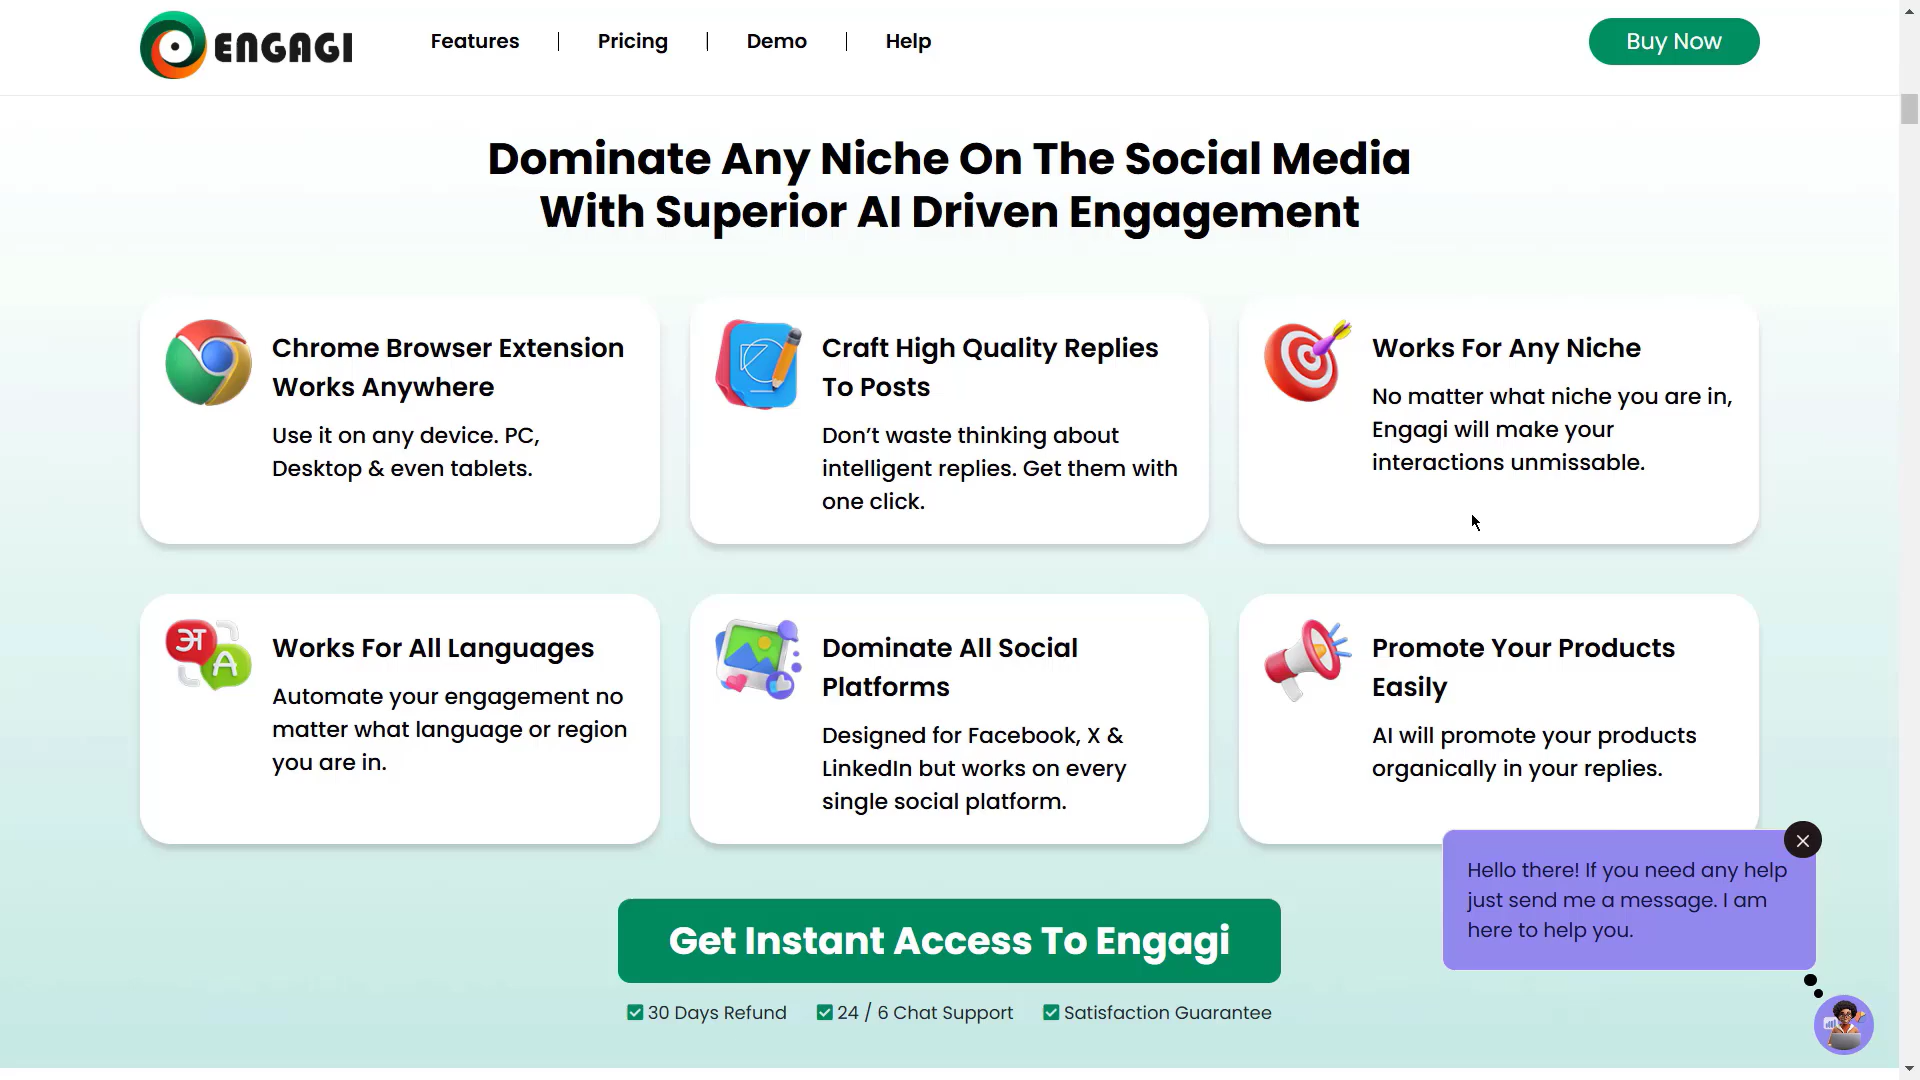 ENGAGI
Features | Pricing | Demo | Help
Buy Now
Dominate Any Niche On The Social Media
With Superior AI Driven Engagement
Chrome Browser Extension
Works Anywhere
Use it on any device. PC,
Desktop & even tablets.
Craft High Quality Replies
To Posts
Don’t waste thinking about
intelligent replies. Get them with
one click.
Works For Any Niche
No matter what niche you are in,
Engagi will make your
interactions unmissable.
अ
A
Works For All Languages
Automate your engagement no
matter what language or region
you are in.
Dominate All Social
Platforms
Designed for Facebook, X &
LinkedIn but works on every
single social platform.
Promote Your Products
Easily
AI will promote your products
organically in your replies.
Hello there! If you need any help
just send me a message. I am
here to help you.
Get Instant Access To Engagi
30 Days Refund
24 / 6 Chat Support
Satisfaction Guarantee